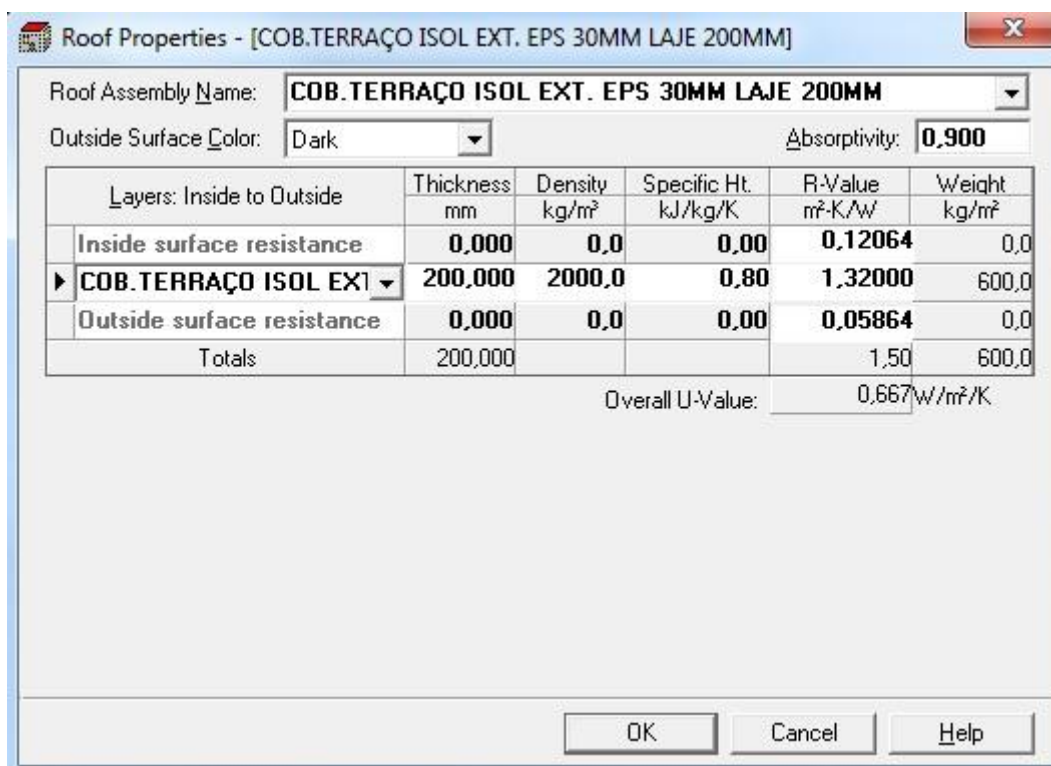 Roof Properties - [COB.TERRAÇO ISOL EXT. EPS 30MM LAJE 200MM]
X
Roof Assembly Name: COB.TERRAÇO ISOL EXT. EPS 30MM LAJE 200MM
Outside Surface Color: Dark Absorptivity: 0,900
Layers: Inside to Outside Thickness Density Specific Ht. R-Value Weight
mm kg/m³ kJ/kg/K m²-K/W kg/m²
Inside surface resistance 0,000 0,0 0,00 0,12064 0,0
COB.TERRAÇO ISOL EXT 200,000 2000,0 0,80 1,32000 600,0
Outside surface resistance 0,000 0,0 0,00 0,05864 0,0
Totals 200,000 1,50 600,0
Overall U-Value: 0,667 W/m²/K
OK Cancel Help